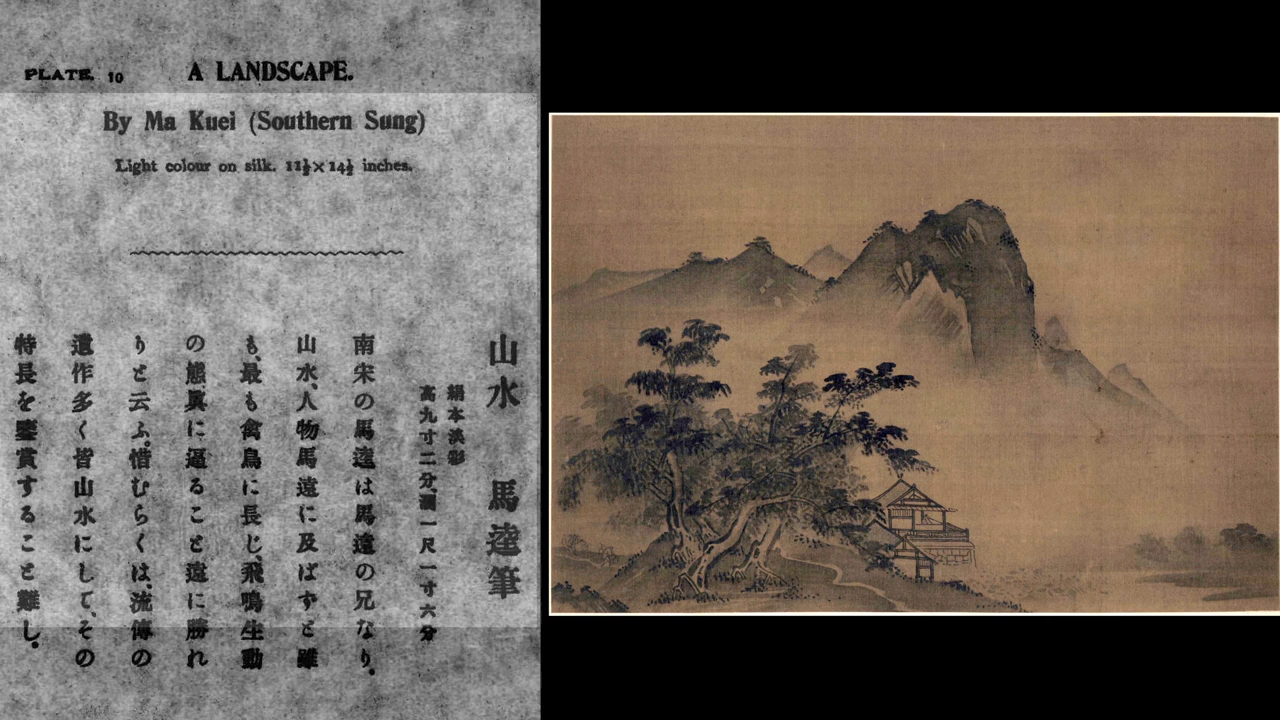 PLATE. 10 A LANDSCAPE.
By Ma Kuei (Southern Sung)
Light colour on silk. 11½×14½ inches.
山水 馬逵筆
絹本淡彩
高九寸二分、濶一尺一寸六分
南宋の馬逵は馬遠の兄なり。
山水、人物馬遠に及ばずと雖
も、最も禽鳥に長じ飛鳴生動
の態眞に逼ること遠に勝れ
りと云ふ。惜むらくは、流傳の
遺作多く皆山水にして、その
特長を鑒賞すること難し。